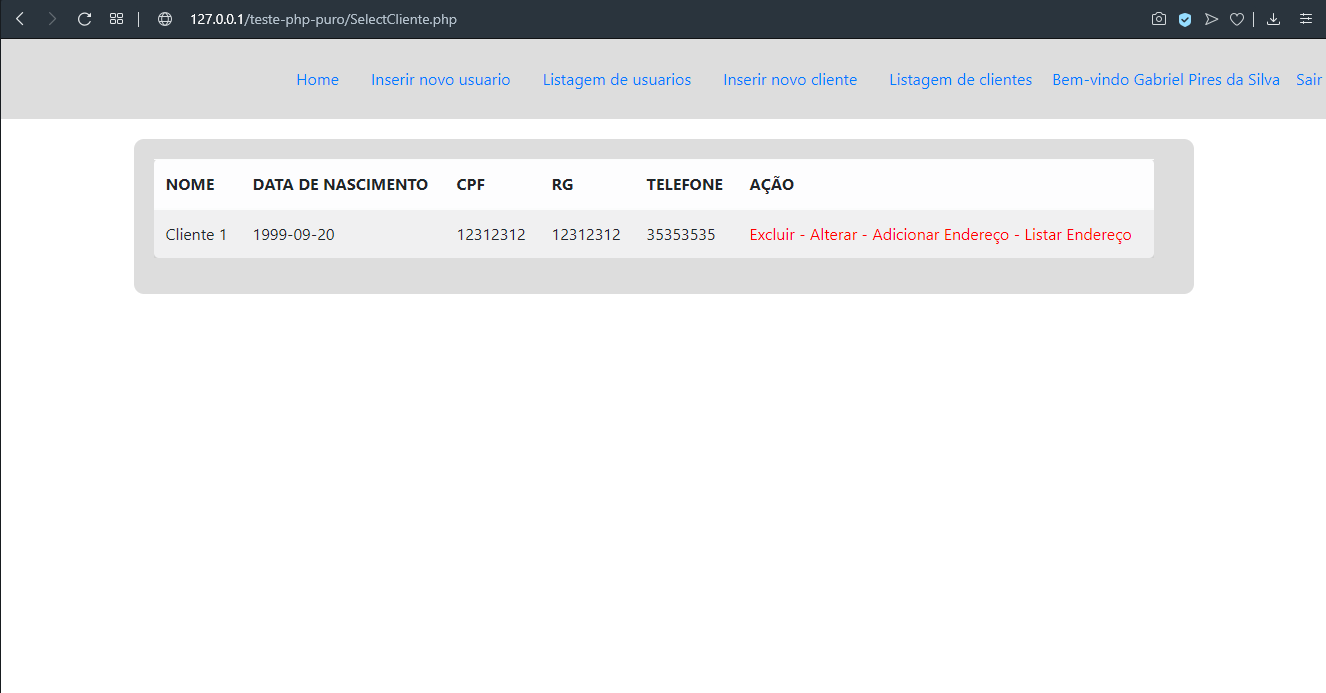 127.0.0.1/teste-php-puro/SelectCliente.php
Home Inserir novo usuario Listagem de usuarios Inserir novo cliente Listagem de clientes Bem-vindo Gabriel Pires da Silva Sair
NOME DATA DE NASCIMENTO CPF RG TELEFONE AÇÃO
Cliente 1 1999-09-20 12312312 12312312 35353535 Excluir - Alterar - Adicionar Endereço - Listar Endereço